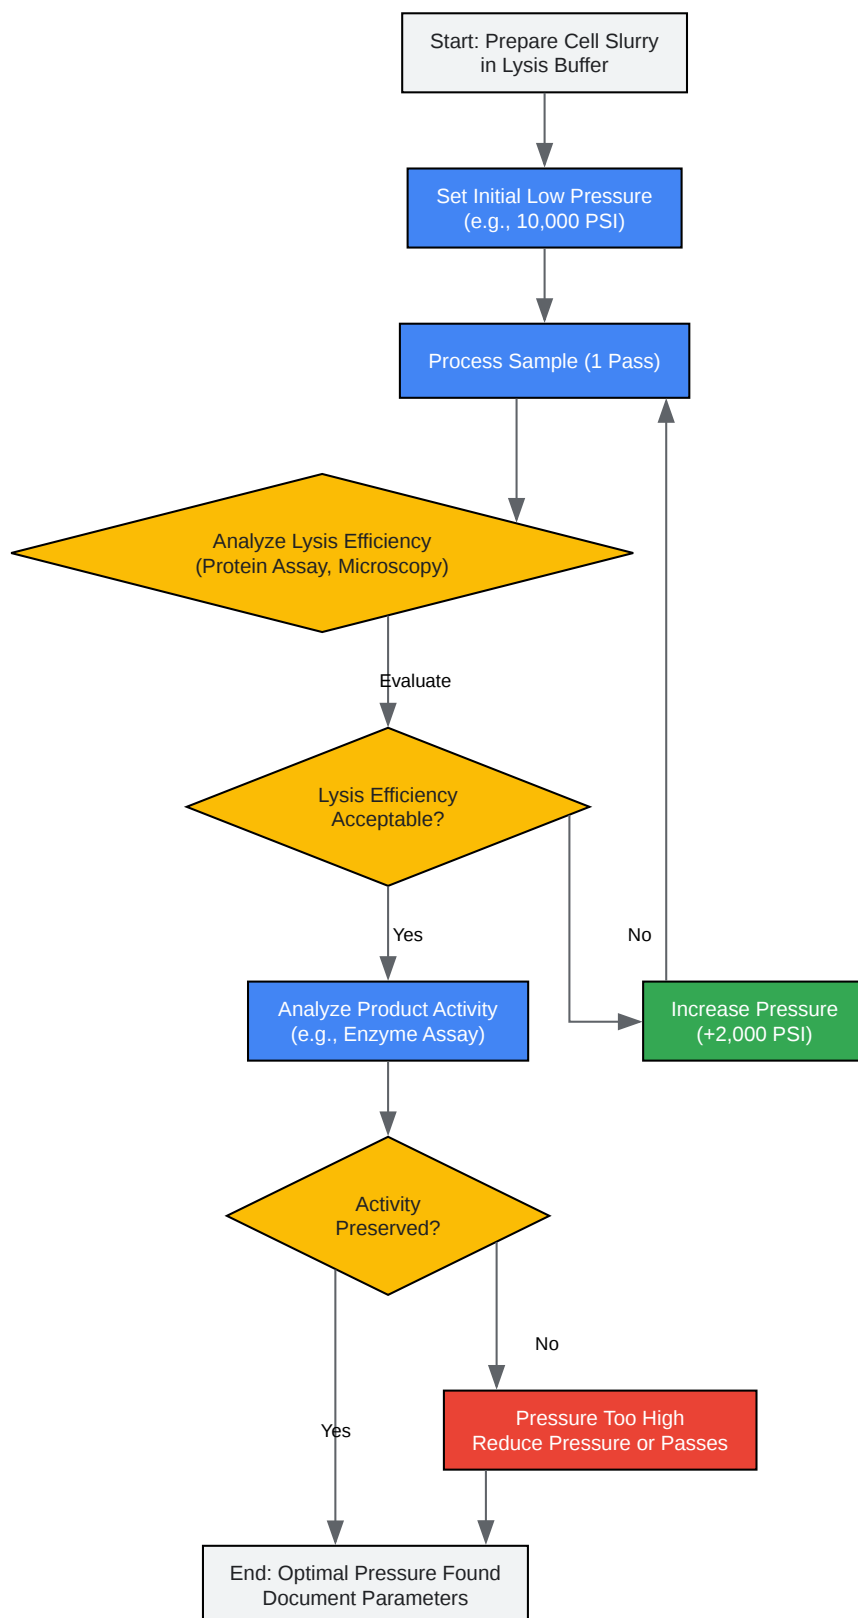 Start: Prepare Cell Slurry
in Lysis Buffer
Set Initial Low Pressure
(e.g., 10,000 PSI)
Process Sample (1 Pass)
Analyze Lysis Efficiency
(Protein Assay, Microscopy)
Evaluate
Lysis Efficiency
Acceptable?
Yes
No
Analyze Product Activity
(e.g., Enzyme Assay)
Increase Pressure
(+2,000 PSI)
Activity
Preserved?
No
Pressure Too High
Reduce Pressure or Passes
Yes
End: Optimal Pressure Found
Document Parameters